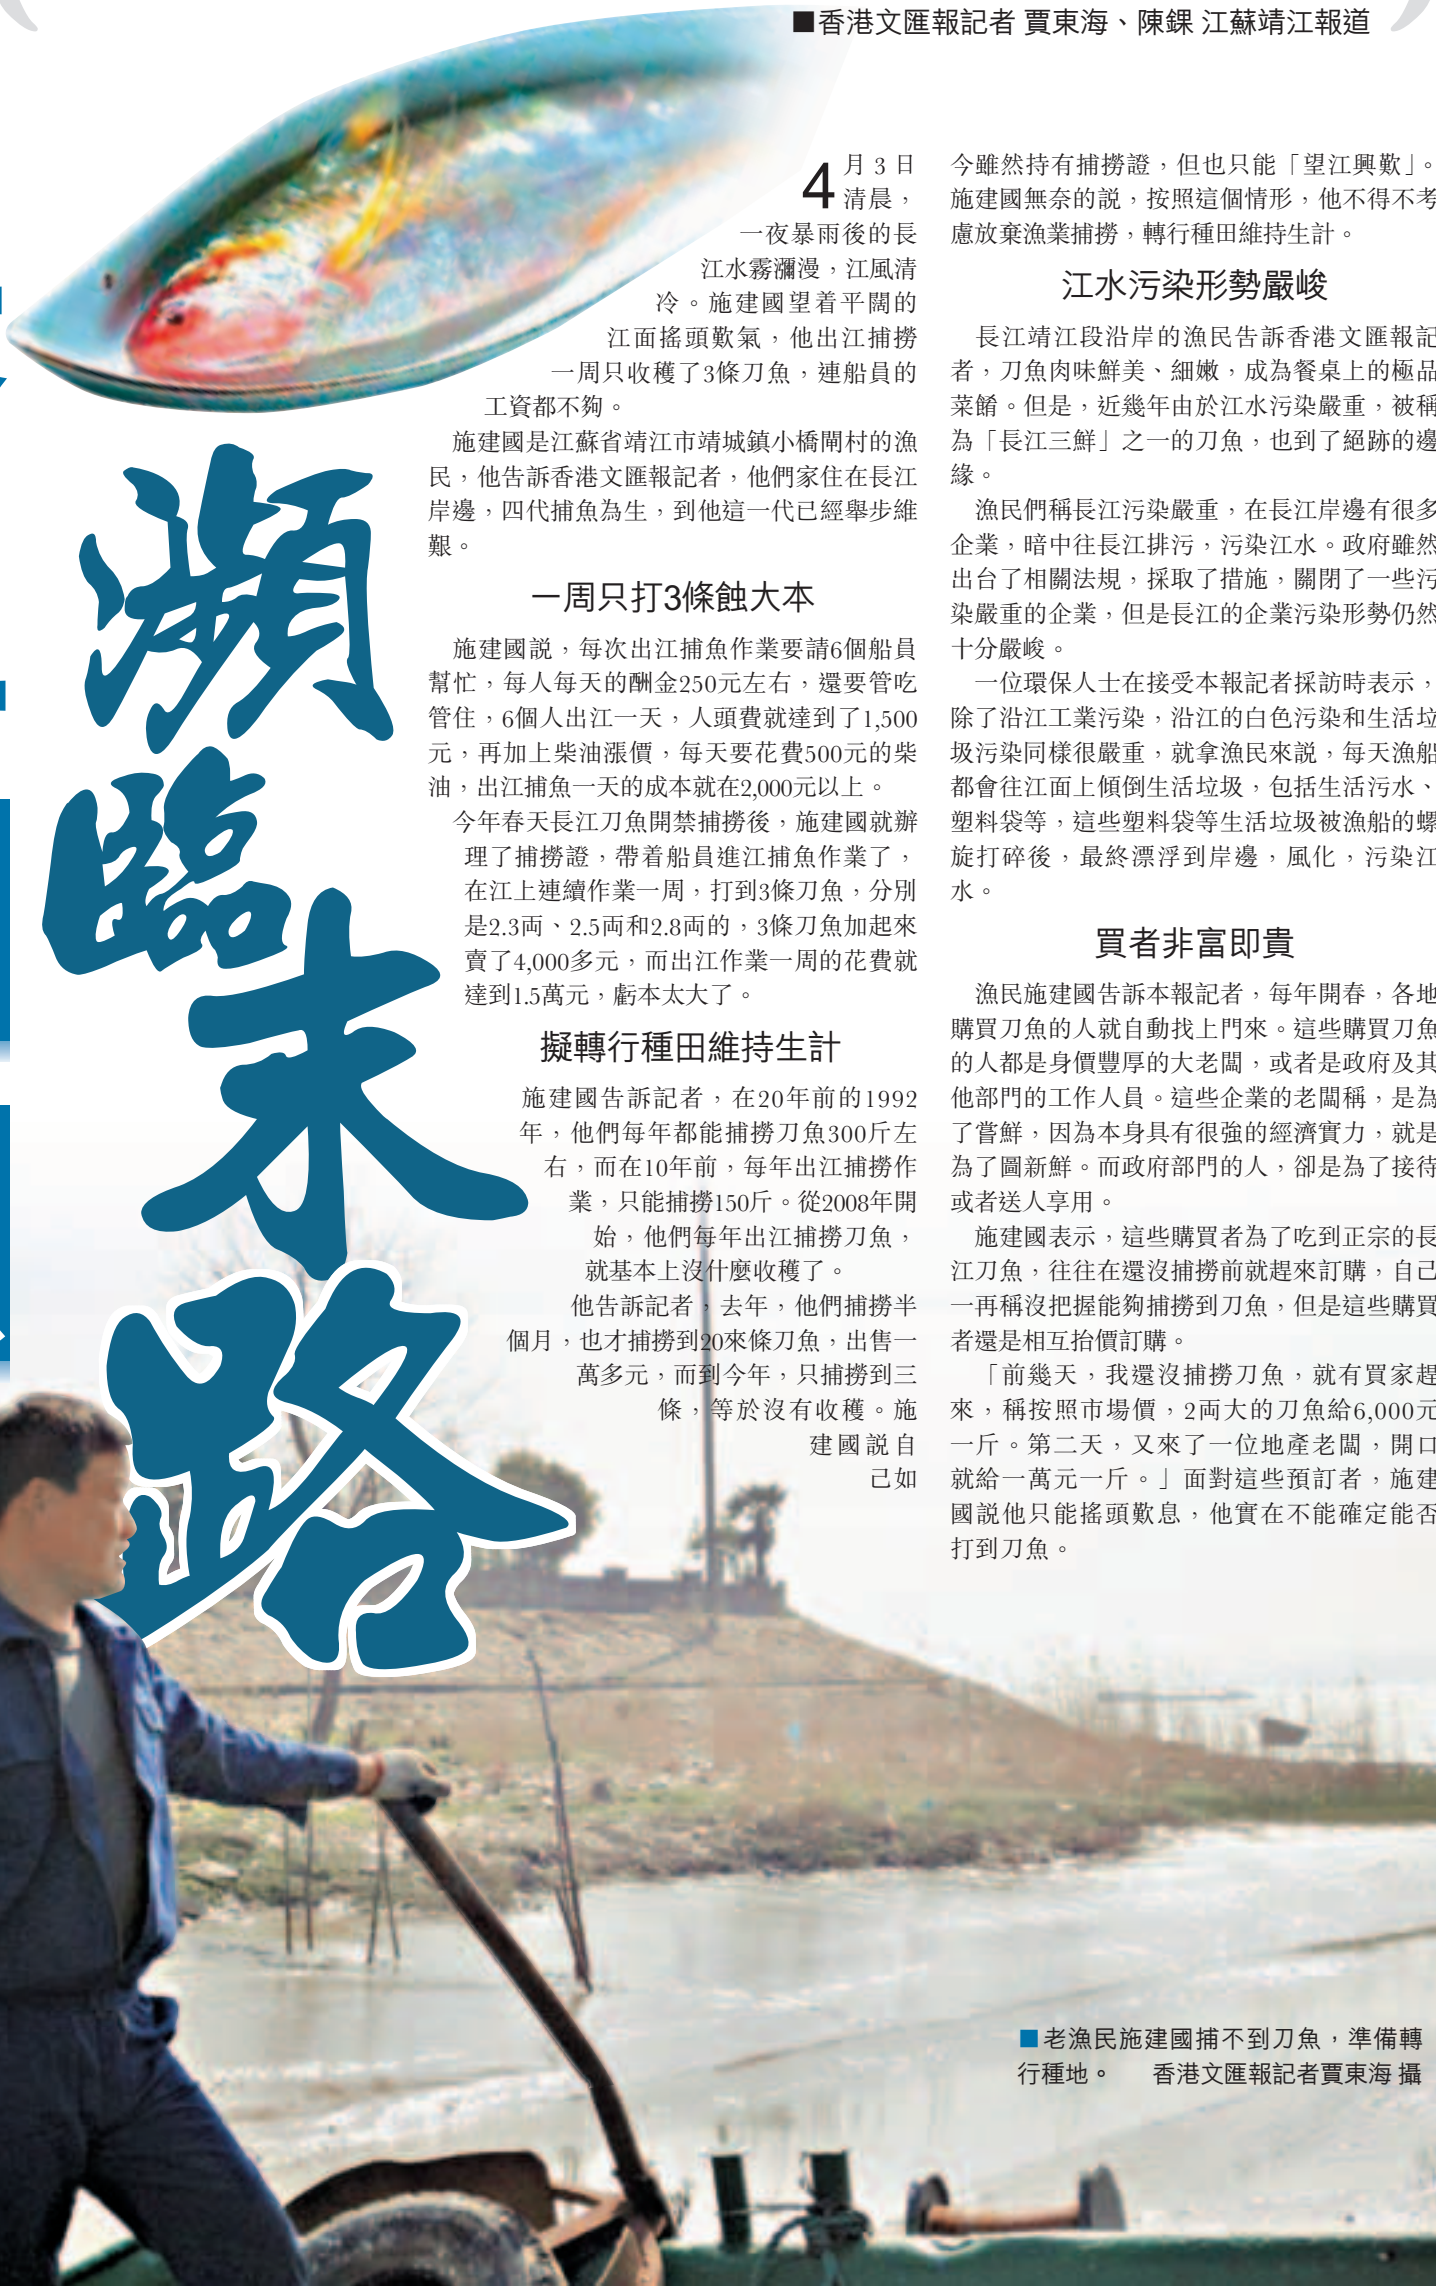 ■香港文匯報記者 賈東海、陳錁 江蘇靖江報道
瀕臨末路
4月3日
清晨，
一夜暴雨後的長
江水霧瀰漫，江風清
冷。施建國望着平闊的
江面搖頭歎氣，他出江捕撈
一周只收穫了3條刀魚，連船員的
工資都不夠。
施建國是江蘇省靖江市靖城鎮小橋閘村的漁
民，他告訴香港文匯報記者，他們家住在長江
岸邊，四代捕魚為生，到他這一代已經舉步維
艱。
一周只打3條蝕大本
施建國說，每次出江捕魚作業要請6個船員
幫忙，每人每天的酬金250元左右，還要管吃
管住，6個人出江一天，人頭費就達到了1,500
元，再加上柴油漲價，每天要花費500元的柴
油，出江捕魚一天的成本就在2,000元以上。
今年春天長江刀魚開禁捕撈後，施建國就辦
理了捕撈證，帶着船員進江捕魚作業了，
在江上連續作業一周，打到3條刀魚，分別
是2.3両、2.5両和2.8両的，3條刀魚加起來
賣了4,000多元，而出江作業一周的花費就
達到1.5萬元，虧本太大了。
擬轉行種田維持生計
施建國告訴記者，在20年前的1992
年，他們每年都能捕撈刀魚300斤左
右，而在10年前，每年出江捕撈作
業，只能捕撈150斤。從2008年開
始，他們每年出江捕撈刀魚，
就基本上沒什麼收穫了。
他告訴記者，去年，他們捕撈半
個月，也才捕撈到20來條刀魚，出售一
萬多元，而到今年，只捕撈到三
條，等於沒有收穫。施
建國說自
己如
今雖然持有捕撈證，但也只能「望江興歎」。
施建國無奈的說，按照這個情形，他不得不考
慮放棄漁業捕撈，轉行種田維持生計。
江水污染形勢嚴峻
長江靖江段沿岸的漁民告訴香港文匯報記
者，刀魚肉味鮮美、細嫩，成為餐桌上的極品
菜餚。但是，近幾年由於江水污染嚴重，被稱
為「長江三鮮」之一的刀魚，也到了絕跡的邊
緣。
漁民們稱長江污染嚴重，在長江岸邊有很多
企業，暗中往長江排污，污染江水。政府雖然
出台了相關法規，採取了措施，關閉了一些污
染嚴重的企業，但是長江的企業污染形勢仍然
十分嚴峻。
一位環保人士在接受本報記者採訪時表示，
除了沿江工業污染，沿江的白色污染和生活垃
圾污染同樣很嚴重，就拿漁民來說，每天漁船
都會往江面上傾倒生活垃圾，包括生活污水、
塑料袋等，這些塑料袋等生活垃圾被漁船的螺
旋打碎後，最終漂浮到岸邊，風化，污染江
水。
買者非富即貴
漁民施建國告訴本報記者，每年開春，各地
購買刀魚的人就自動找上門來。這些購買刀魚
的人都是身價豐厚的大老闆，或者是政府及其
他部門的工作人員。這些企業的老闆稱，是為
了嘗鮮，因為本身具有很強的經濟實力，就是
為了圖新鮮。而政府部門的人，卻是為了接待
或者送人享用。
施建國表示，這些購買者為了吃到正宗的長
江刀魚，往往在還沒捕撈前就趕來訂購，自己
一再稱沒把握能夠捕撈到刀魚，但是這些購買
者還是相互抬價訂購。
「前幾天，我還沒捕撈刀魚，就有買家趕
來，稱按照市場價，2両大的刀魚給6,000元
一斤。第二天，又來了一位地產老闆，開口
就給一萬元一斤。」面對這些預訂者，施建
國說他只能搖頭歎息，他實在不能確定能否
打到刀魚。
■老漁民施建國捕不到刀魚，準備轉
行種地。 香港文匯報記者賈東海 攝